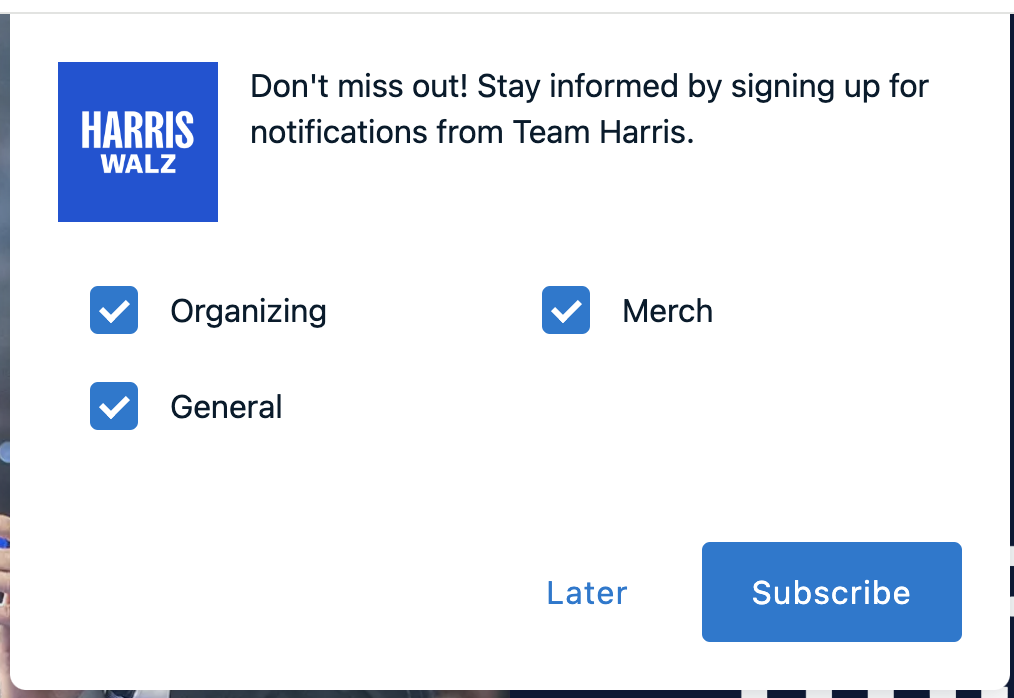 HARRIS
WALZ
Don't miss out! Stay informed by signing up for
notifications from Team Harris.
Organizing
Merch
General
Later
Subscribe